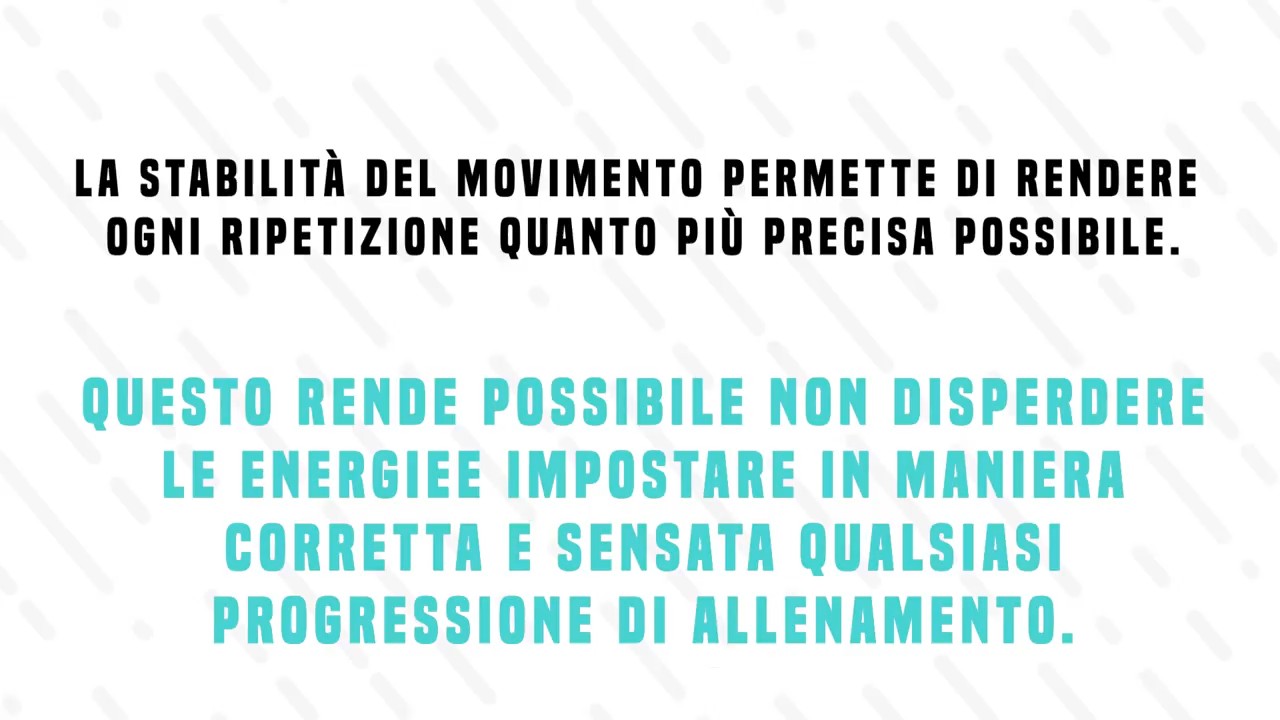 LA STABILITÀ DEL MOVIMENTO PERMETTE DI RENDERE
OGNI RIPETIZIONE QUANTO PIÙ PRECISA POSSIBILE.
QUESTO RENDE POSSIBILE NON DISPERDERE
LE ENERGIEE IMPOSTARE IN MANIERA
CORRETTA E SENSATA QUALSIASI
PROGRESSIONE DI ALLENAMENTO.